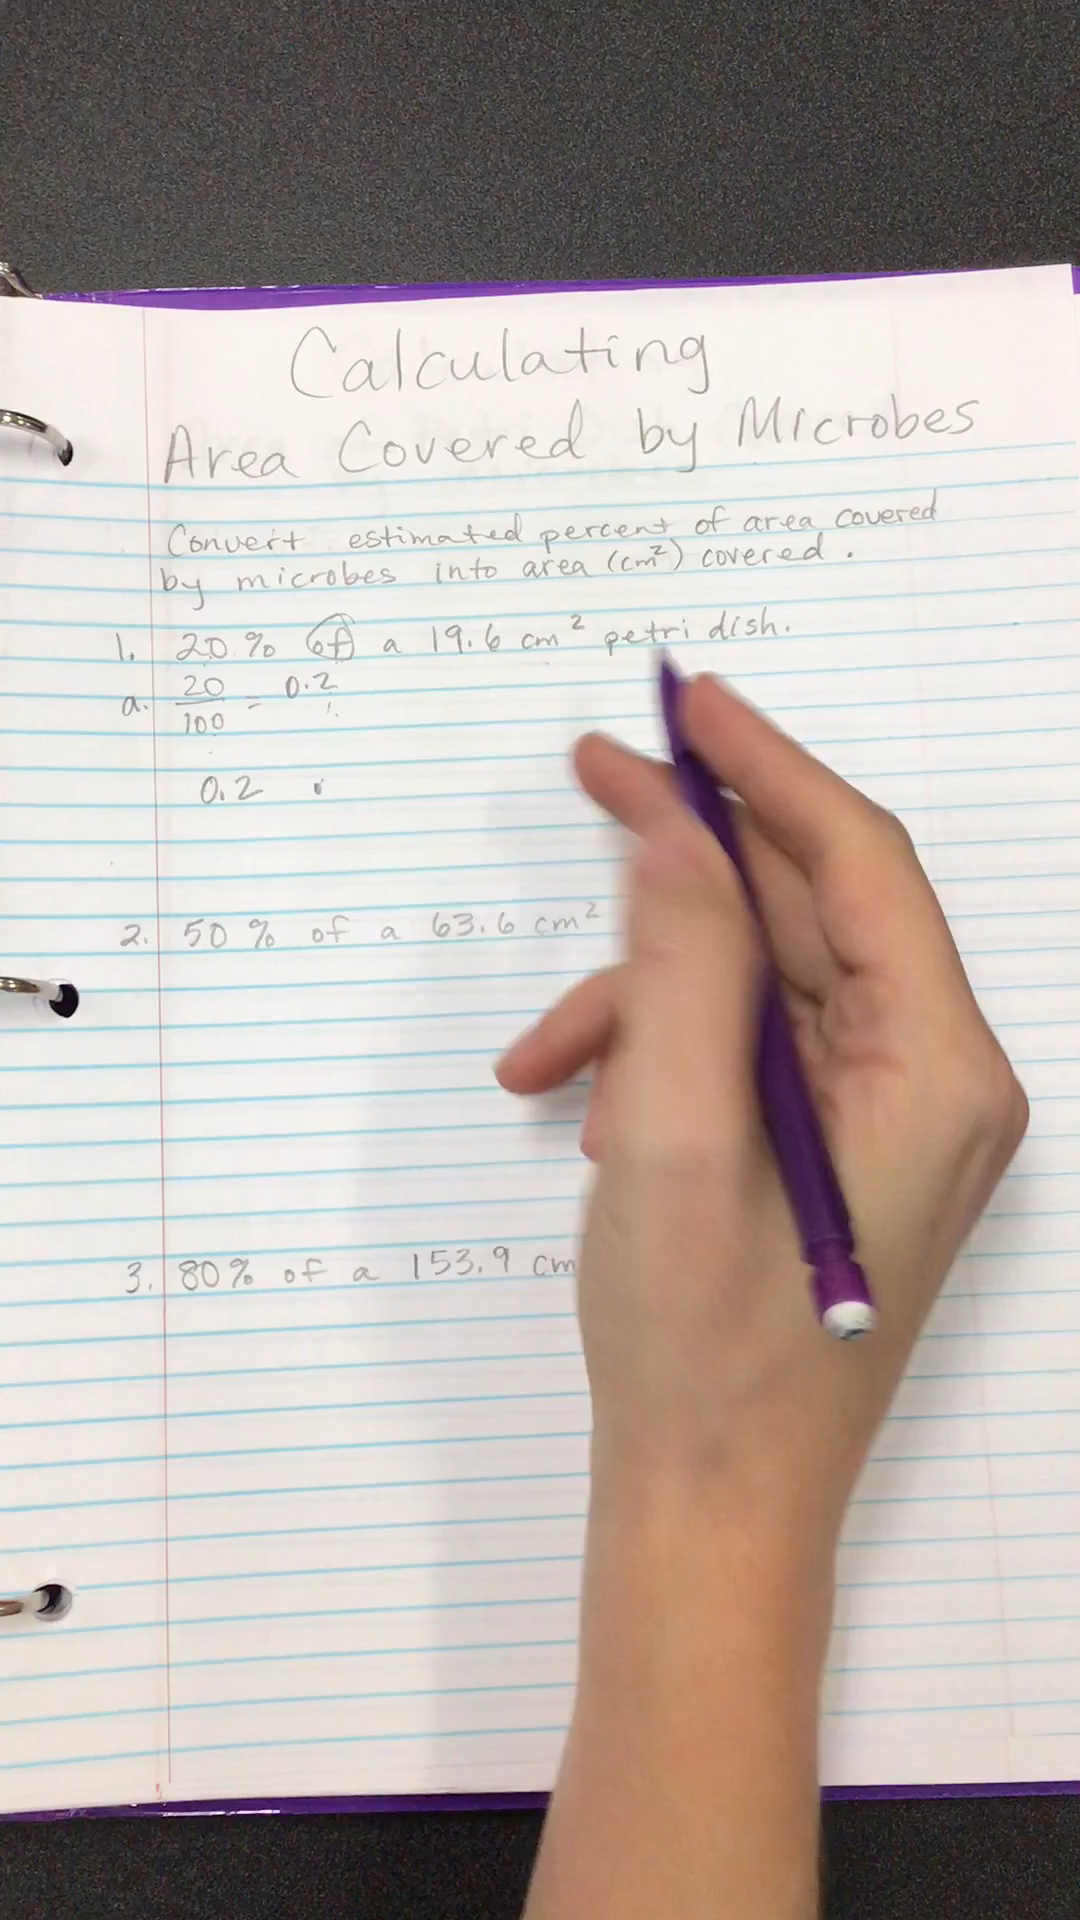 Calculating
Area Covered by Microbes
Convert estimated percent of area covered
by microbes into area (cm²) covered.
1. 20% of a 19.6 cm² petri dish.
a. 20/100 = 0.2
0.2 ·
2. 50% of a 63.6 cm²
3. 80% of a 153.9 cm